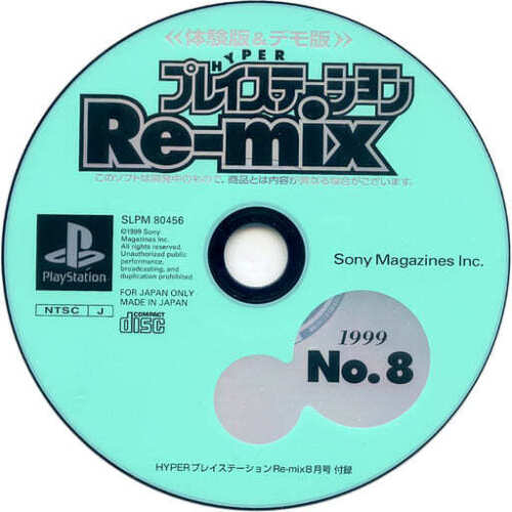 ≪体験版&デモ版≫
HYPER
プレイステーション
Re-mix
このソフトは開発中のもので、商品とは内容が異なる場合がございます。
SLPM 80456
©1999 Sony
Magazines Inc.
All rights reserved.
Unauthorized public
performance,
broadcasting, and
duplication prohibited.
FOR JAPAN ONLY
MADE IN JAPAN
PlayStation
NTSC J
COMPACT
disc
Sony Magazines Inc.
1999
No.8
HYPERプレイステーションRe-mix8月号 付録